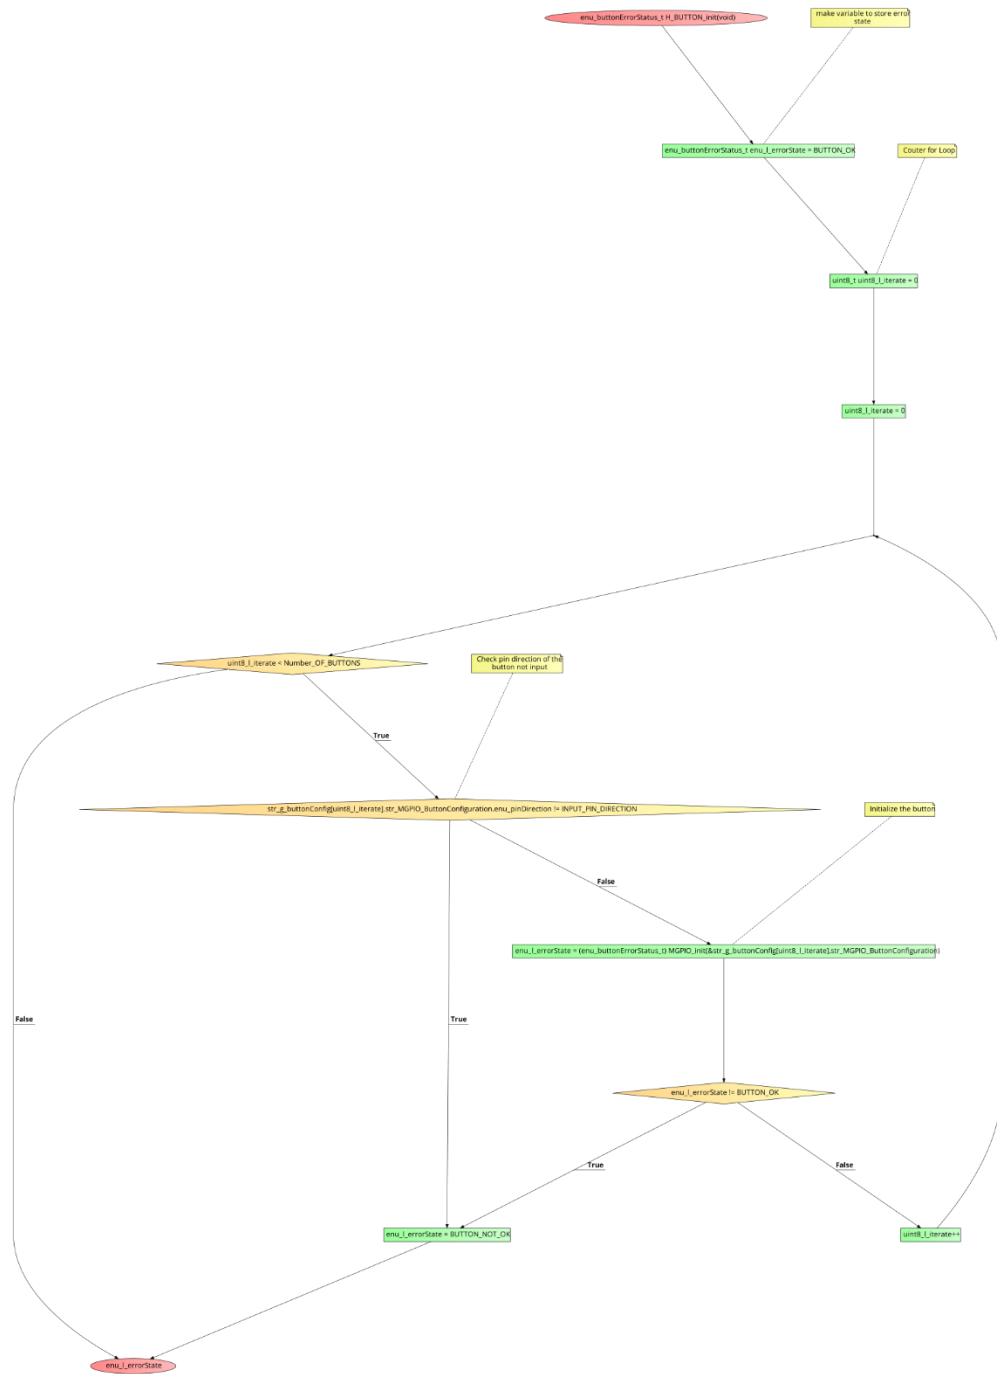 enu_buttonErrorStatus_t H_BUTTON_init(void)
make variable to store error
state
enu_buttonErrorStatus_t enu_l_errorState = BUTTON_OK
Couter for Loop
uint8_t uint8_l_iterate = 0
uint8_l_iterate = 0
uint8_l_iterate < Number_OF_BUTTONS
Check pin direction of the
button not input
True
str_g_buttonConfig[uint8_l_iterate].str_MGPIO_ButtonConfiguration.enu_pinDirection != INPUT_PIN_DIRECTION
Initialize the button
False
enu_l_errorState = (enu_buttonErrorStatus_t) MGPIO_init(&str_g_buttonConfig[uint8_l_iterate].str_MGPIO_ButtonConfiguration)
False
True
enu_l_errorState != BUTTON_OK
True
False
enu_l_errorState = BUTTON_NOT_OK
uint8_l_iterate++
enu_l_errorState